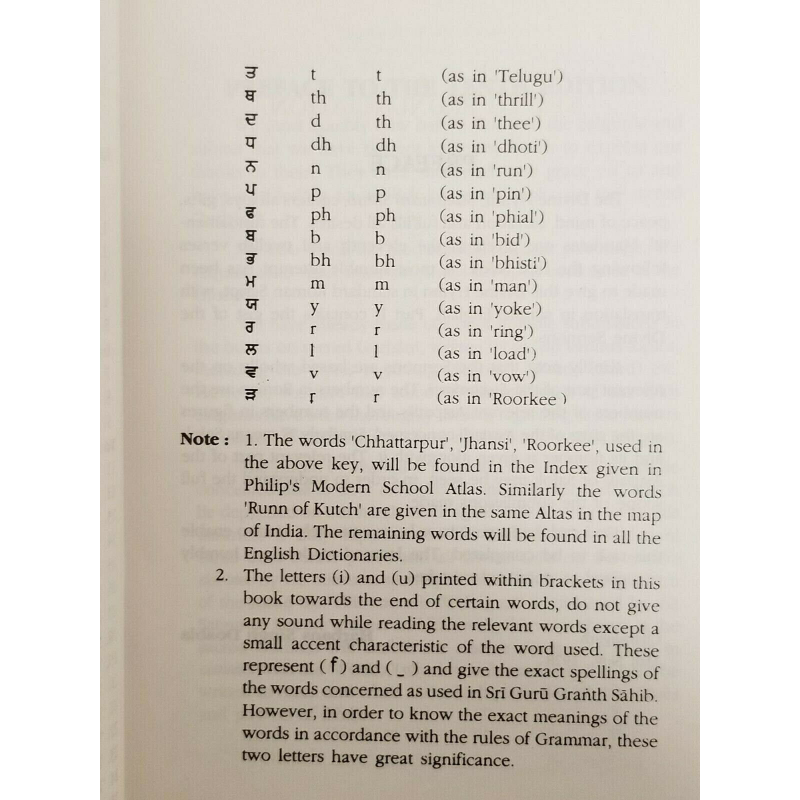 ਤ t t (as in 'Telugu')
ਥ th th (as in 'thrill')
ਦ d th (as in 'thee')
ਧ dh dh (as in 'dhoti')
ਨ n n (as in 'run')
ਪ p p (as in 'pin')
ਫ ph ph (as in 'phial')
ਬ b b (as in 'bid')
ਭ bh bh (as in 'bhisti')
ਮ m m (as in 'man')
ਯ y y (as in 'yoke')
ਰ r r (as in 'ring')
ਲ l l (as in 'load')
ਵ v v (as in 'vow')
ੜ ṛ r (as in 'Roorkee )
Note : 1. The words 'Chhattarpur', 'Jhansi', 'Roorkee', used in
the above key, will be found in the Index given in
Philip's Modern School Atlas. Similarly the words
'Runn of Kutch' are given in the same Altas in the map
of India. The remaining words will be found in all the
English Dictionaries.
2. The letters (i) and (u) printed within brackets in this
book towards the end of certain words, do not give
any sound while reading the relevant words except a
small accent characteristic of the word used. These
represent ( ਿ ) and ( _ ) and give the exact spellings of
the words concerned as used in Srī Gurū Graṅth Sāhib.
However, in order to know the exact meanings of the
words in accordance with the rules of Grammar, these
two letters have great significance.